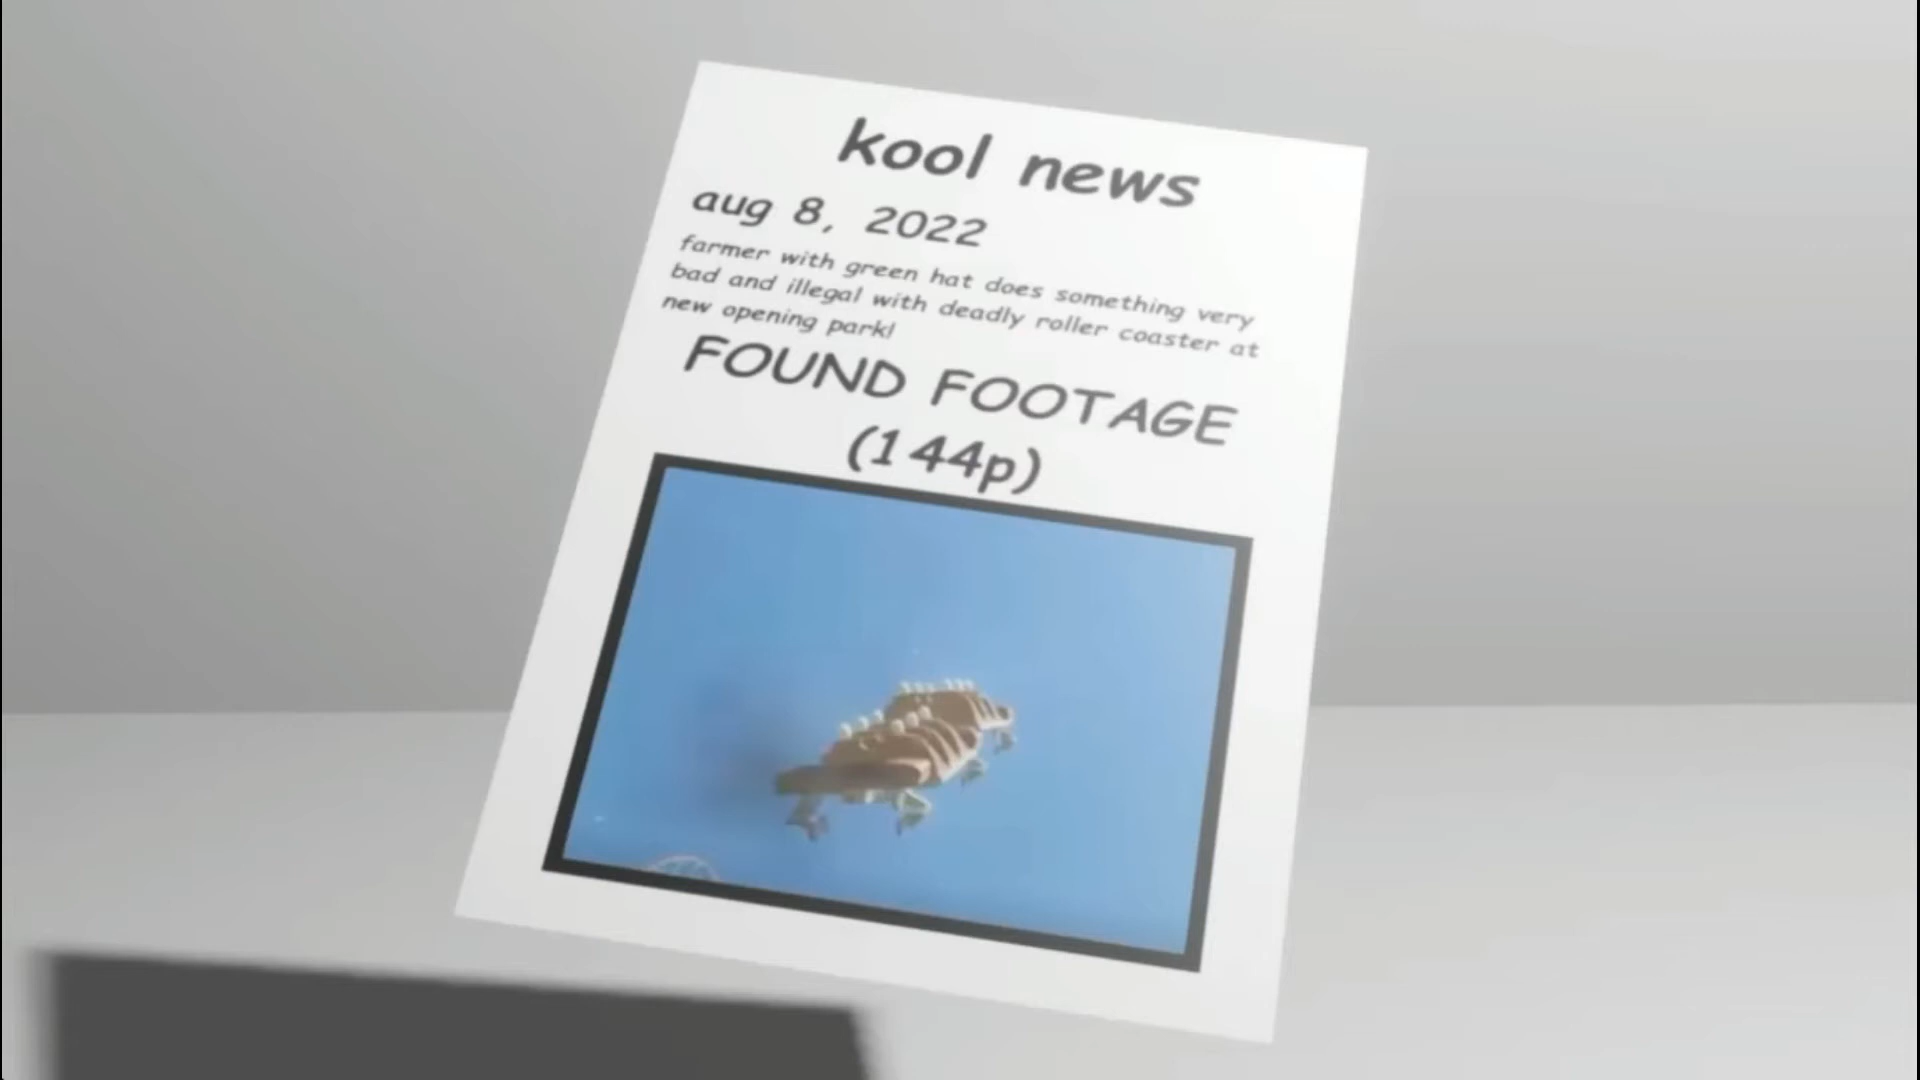 kool news
aug 8, 2022
farmer with green hat does something very
bad and illegal with deadly roller coaster at
new opening park!
FOUND FOOTAGE
(144p)